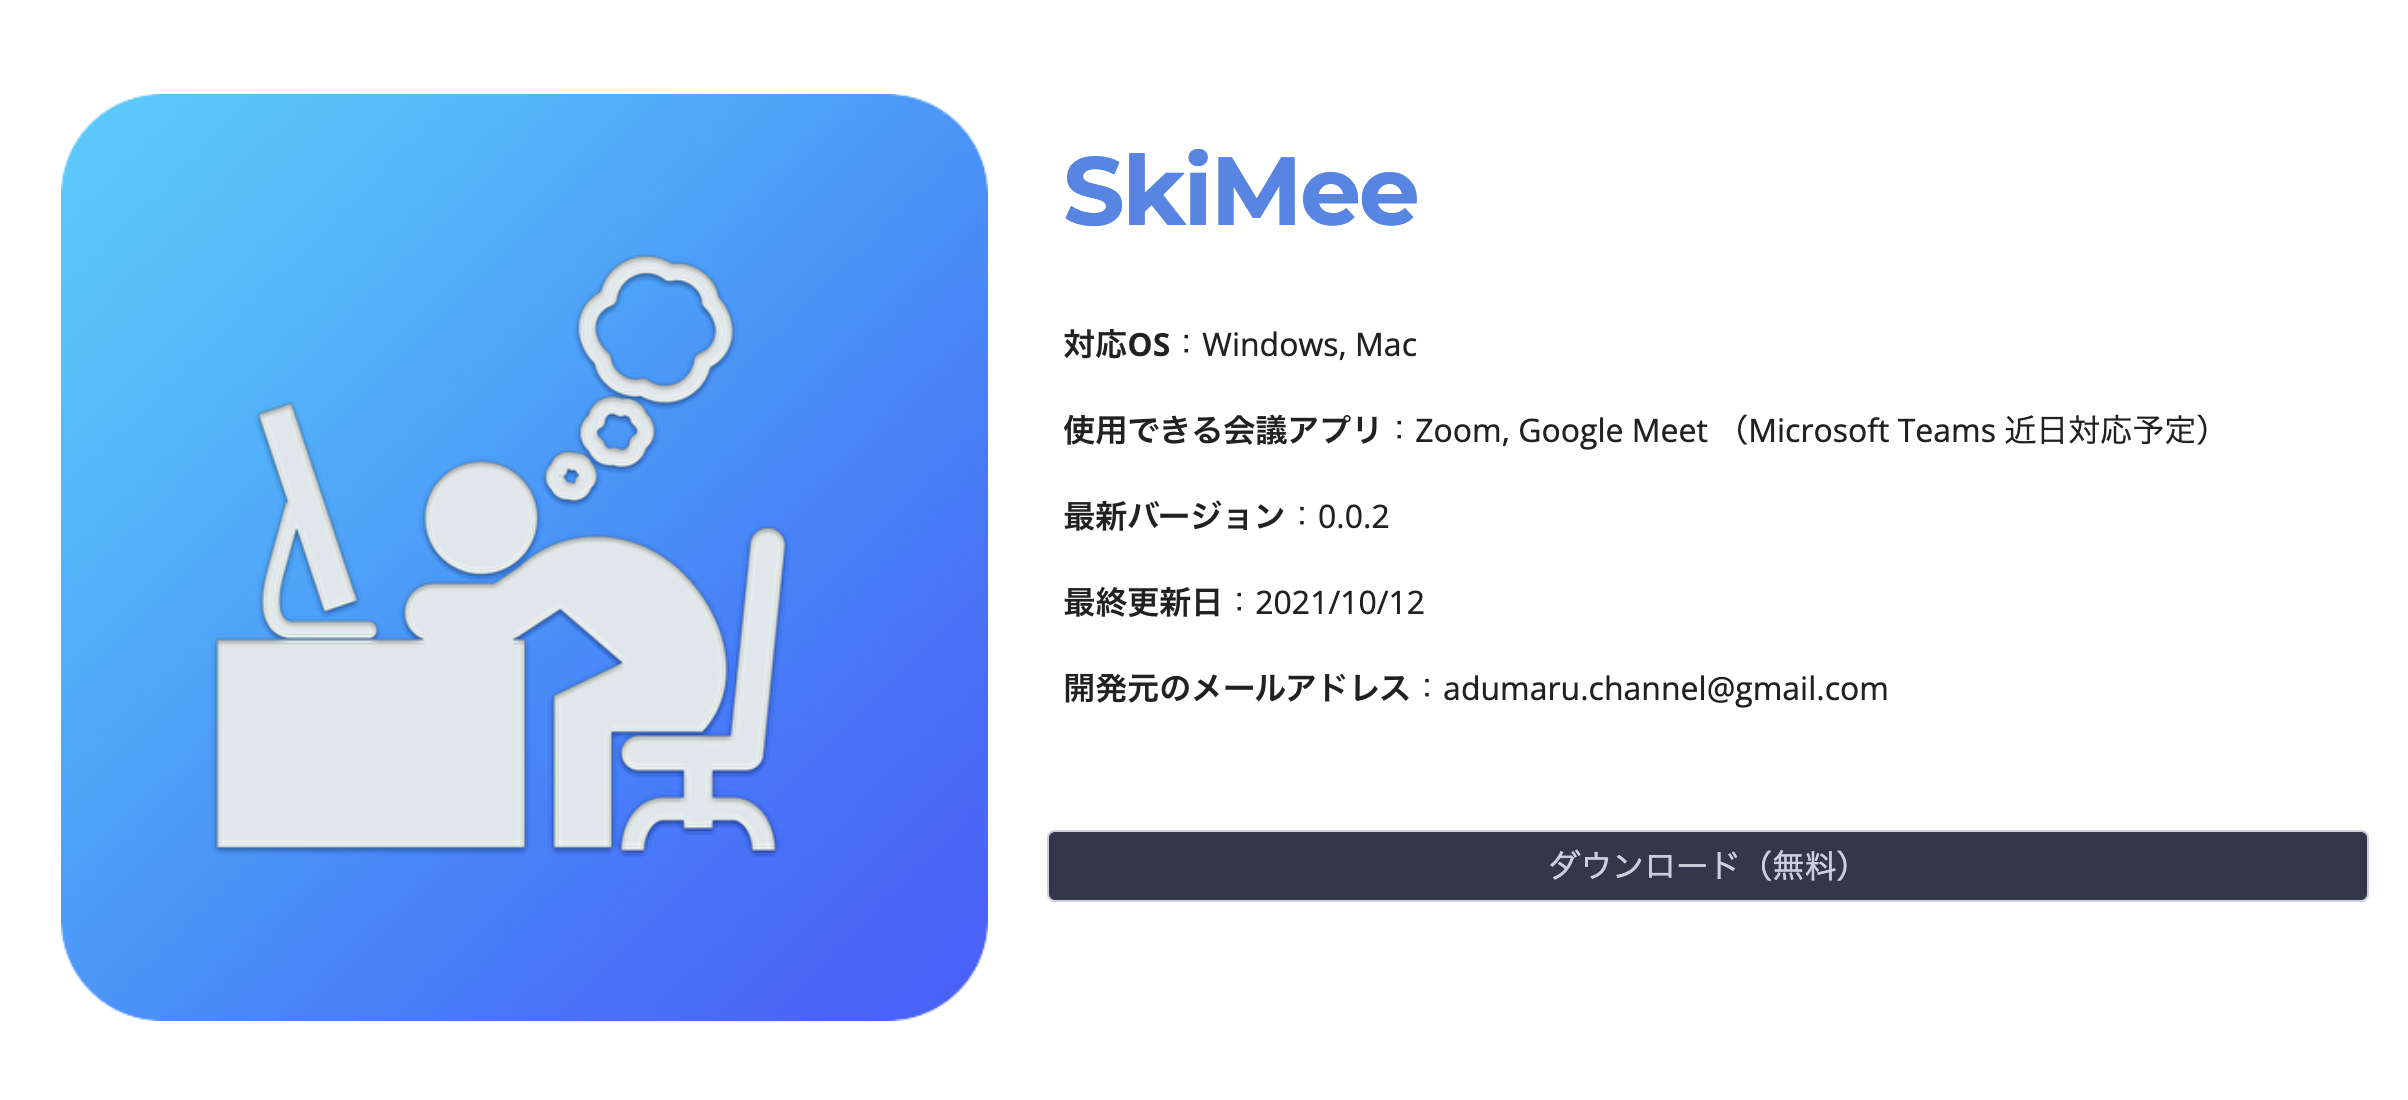 SkiMee
対応OS：Windows, Mac
使用できる会議アプリ：Zoom, Google Meet （Microsoft Teams 近日対応予定）
最新バージョン：0.0.2
最終更新日：2021/10/12
開発元のメールアドレス：adumaru.channel@gmail.com
ダウンロード（無料）